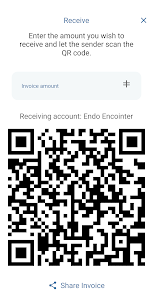 Receive
Enter the amount you wish to
receive and let the sender scan the
QR code.
Invoice amount
Receiving account: Endo Encointer
Share Invoice